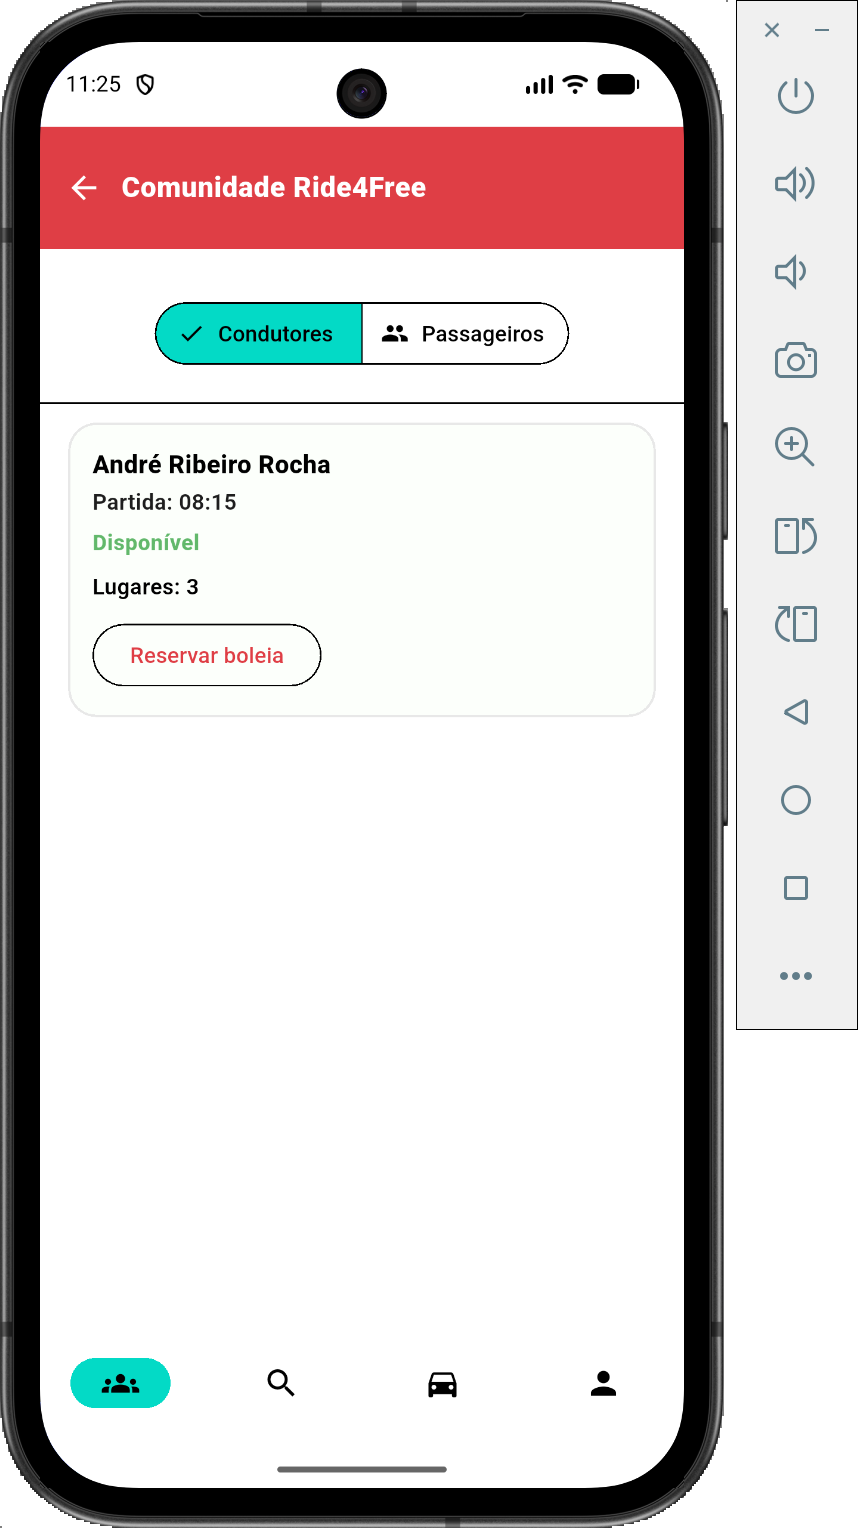 11:25
Comunidade Ride4Free
Condutores
Passageiros
André Ribeiro Rocha
Partida: 08:15
Disponível
Lugares: 3
Reservar boleia